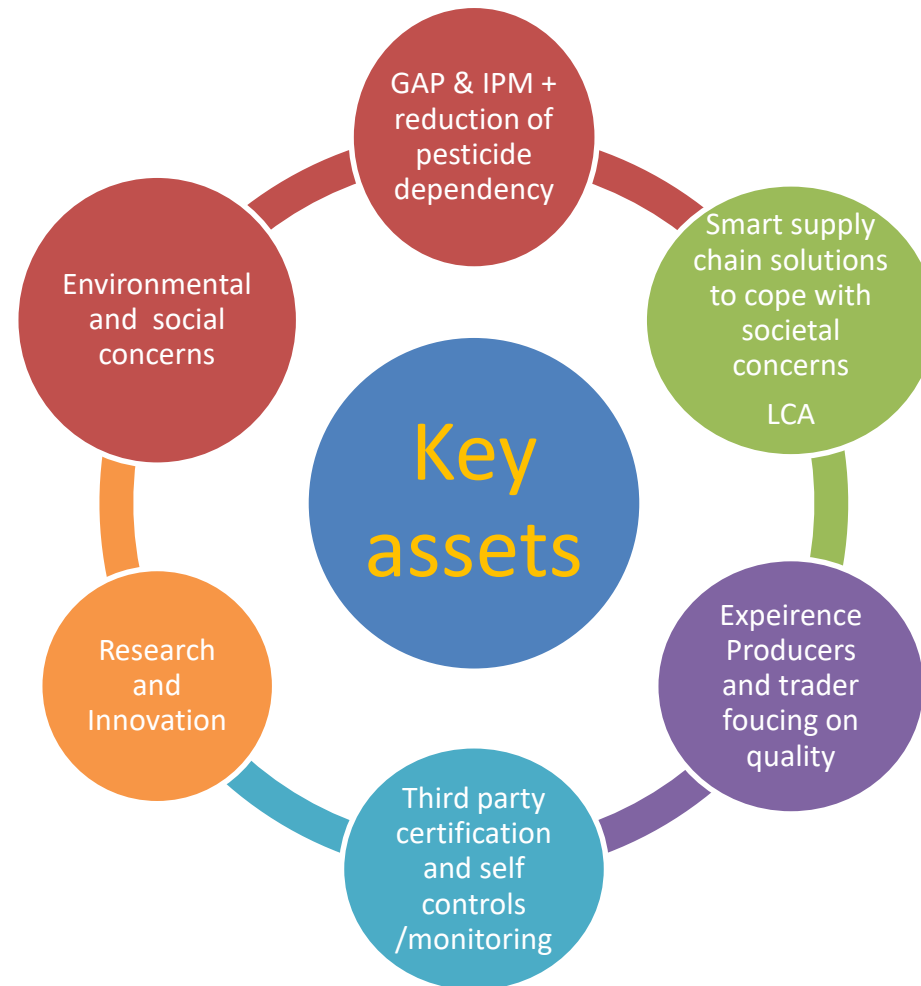 GAP & IPM +
reduction of
pesticide
dependency
Smart supply
chain solutions
to cope with
societal
concerns
LCA
Expeirence
Producers
and trader
foucing on
quality
Third party
certification
and self
controls
/monitoring
Research
and
Innovation
Environmental
and social
concerns
Key
assets